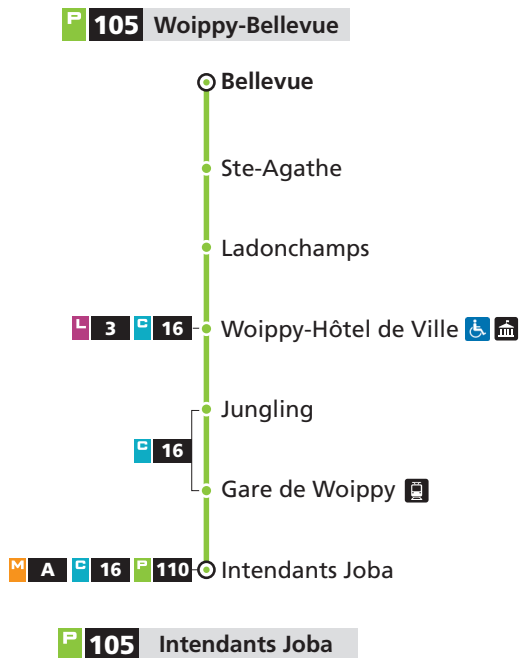 P 105 Woippy-Bellevue
Bellevue
Ste-Agathe
Ladonchamps
L 3 C 16 Woippy-Hôtel de Ville
Jungling
C 16
Gare de Woippy
M A C 16 P 110 Intendants Joba
P 105 Intendants Joba